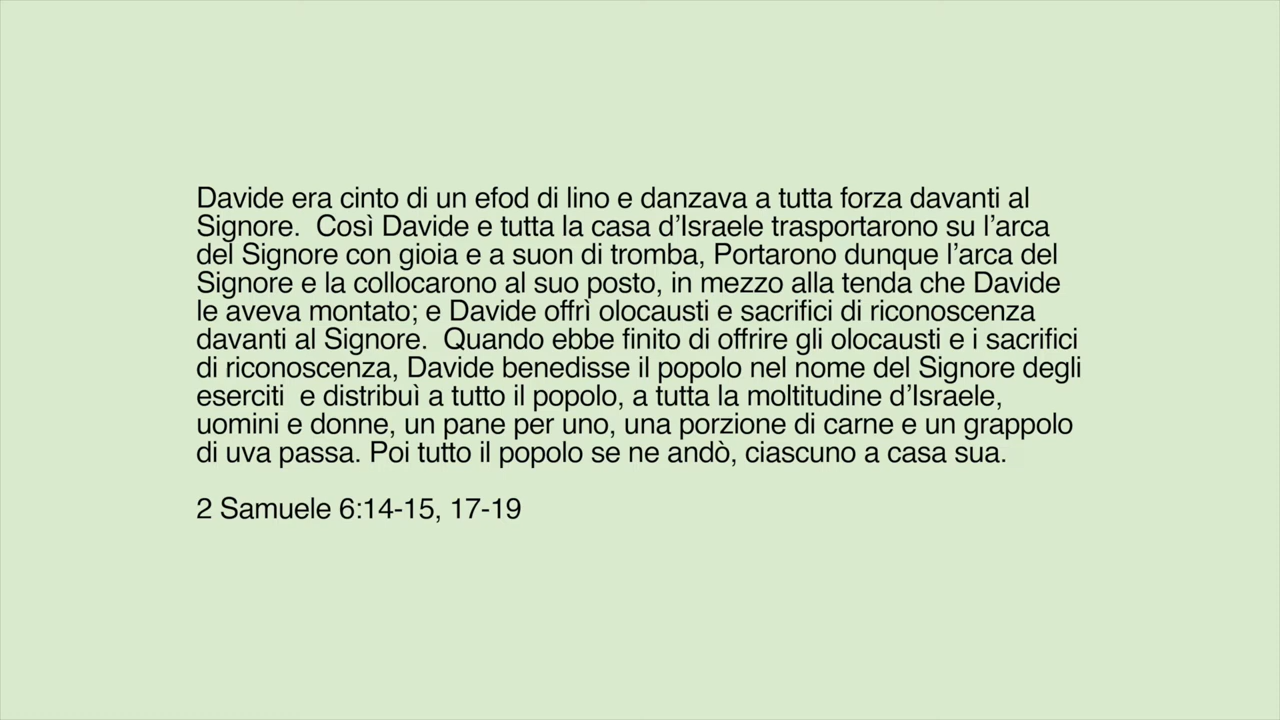 Davide era cinto di un efod di lino e danzava a tutta forza davanti al
Signore.  Così Davide e tutta la casa d’Israele trasportarono su l’arca
del Signore con gioia e a suon di tromba, Portarono dunque l’arca del
Signore e la collocarono al suo posto, in mezzo alla tenda che Davide
le aveva montato; e Davide offrì olocausti e sacrifici di riconoscenza
davanti al Signore.  Quando ebbe finito di offrire gli olocausti e i sacrifici
di riconoscenza, Davide benedisse il popolo nel nome del Signore degli
eserciti  e distribuì a tutto il popolo, a tutta la moltitudine d’Israele,
uomini e donne, un pane per uno, una porzione di carne e un grappolo
di uva passa. Poi tutto il popolo se ne andò, ciascuno a casa sua.
2 Samuele 6:14-15, 17-19